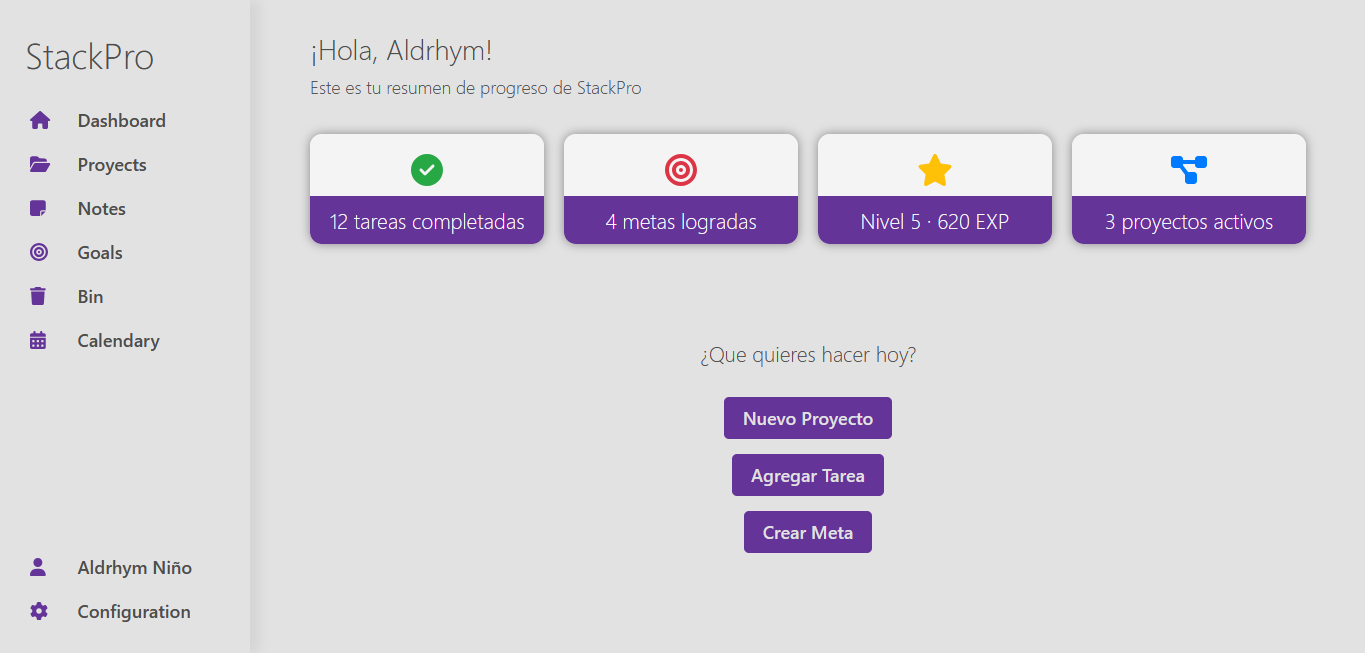 StackPro
Dashboard
Proyects
Notes
Goals
Bin
Calendary
Aldrhym Niño
Configuration
¡Hola, Aldrhym!
Este es tu resumen de progreso de StackPro
12 tareas completadas
4 metas logradas
Nivel 5 · 620 EXP
3 proyectos activos
¿Que quieres hacer hoy?
Nuevo Proyecto
Agregar Tarea
Crear Meta